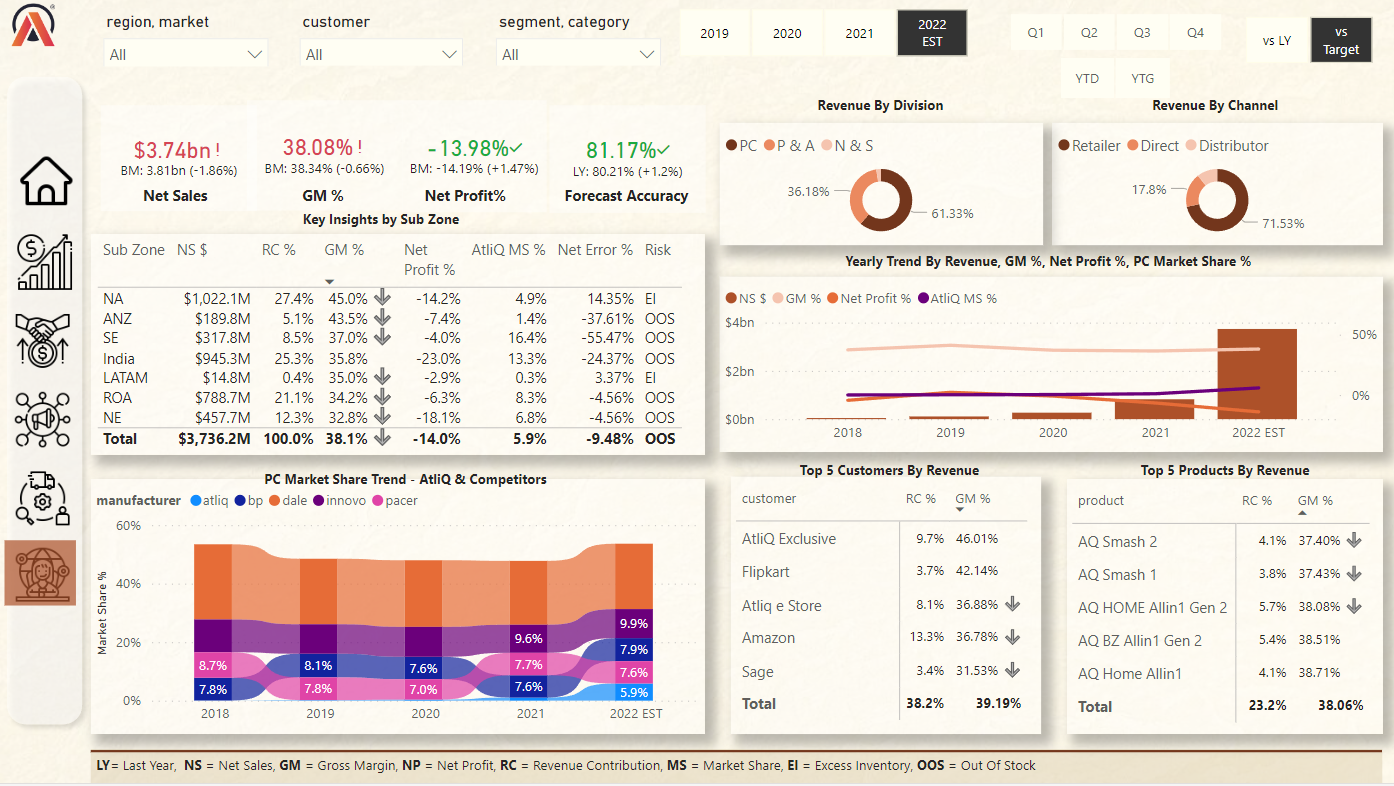 region, market
customer
segment, category
All
All
All
2019
2020
2021
2022
EST
Q1
Q2
Q3
Q4
YTD
YTG
vs LY
vs
Target
$3.74bn!
BM: 3.81bn (-1.86%)
Net Sales
38.08%!
BM: 38.34% (-0.66%)
GM %
-13.98%✓
BM: -14.19% (+1.47%)
Net Profit%
81.17%✓
LY: 80.21% (+1.2%)
Forecast Accuracy
Key Insights by Sub Zone
Sub Zone NS $ RC % GM % Net Profit % AtliQ MS % Net Error % Risk
NA $1,022.1M 27.4% 45.0% -14.2% 4.9% 14.35% EI
ANZ $189.8M 5.1% 43.5% -7.4% 1.4% -37.61% OOS
SE $317.8M 8.5% 37.0% -4.0% 16.4% -55.47% OOS
India $945.3M 25.3% 35.8% -23.0% 13.3% -24.37% OOS
LATAM $14.8M 0.4% 35.0% -2.9% 0.3% 3.37% EI
ROA $788.7M 21.1% 34.2% -6.3% 8.3% -4.56% OOS
NE $457.7M 12.3% 32.8% -18.1% 6.8% -4.56% OOS
Total $3,736.2M 100.0% 38.1% -14.0% 5.9% -9.48% OOS
Revenue By Division
PC P & A N & S
36.18%
61.33%
Revenue By Channel
Retailer Direct Distributor
17.8%
71.53%
Yearly Trend By Revenue, GM %, Net Profit %, PC Market Share %
NS $ GM % Net Profit % AtliQ MS %
$4bn
$2bn
$0bn
50%
0%
2018 2019 2020 2021 2022 EST
PC Market Share Trend - AtliQ & Competitors
manufacturer atliq bp dale innovo pacer
Market Share %
60%
40%
20%
0%
8.7%
7.8%
8.1%
7.8%
7.6%
7.0%
9.6%
7.7%
7.6%
9.9%
7.9%
7.6%
5.9%
2018 2019 2020 2021 2022 EST
Top 5 Customers By Revenue
customer RC % GM %
AtliQ Exclusive 9.7% 46.01%
Flipkart 3.7% 42.14%
Atliq e Store 8.1% 36.88%
Amazon 13.3% 36.78%
Sage 3.4% 31.53%
Total 38.2% 39.19%
Top 5 Products By Revenue
product RC % GM %
AQ Smash 2 4.1% 37.40%
AQ Smash 1 3.8% 37.43%
AQ HOME Allin1 Gen 2 5.7% 38.08%
AQ BZ Allin1 Gen 2 5.4% 38.51%
AQ Home Allin1 4.1% 38.71%
Total 23.2% 38.06%
LY= Last Year, NS = Net Sales, GM = Gross Margin, NP = Net Profit, RC = Revenue Contribution, MS = Market Share, EI = Excess Inventory, OOS = Out Of Stock